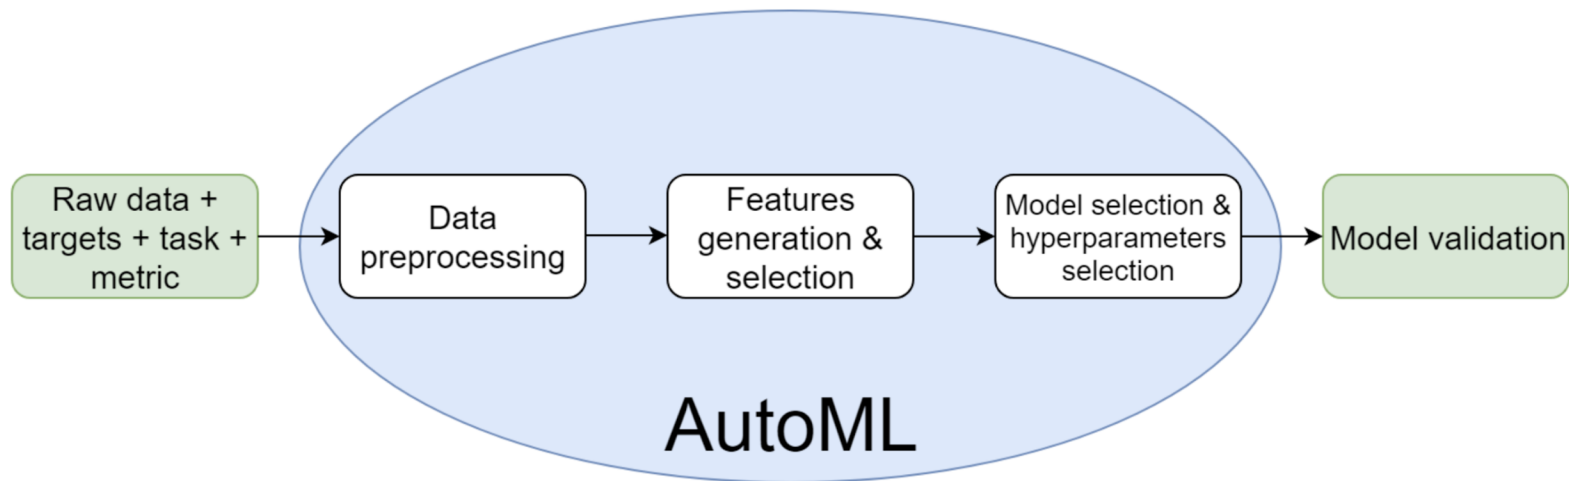 Raw data +
targets + task +
metric
Data
preprocessing
Features
generation &
selection
Model selection &
hyperparameters
selection
Model validation
AutoML